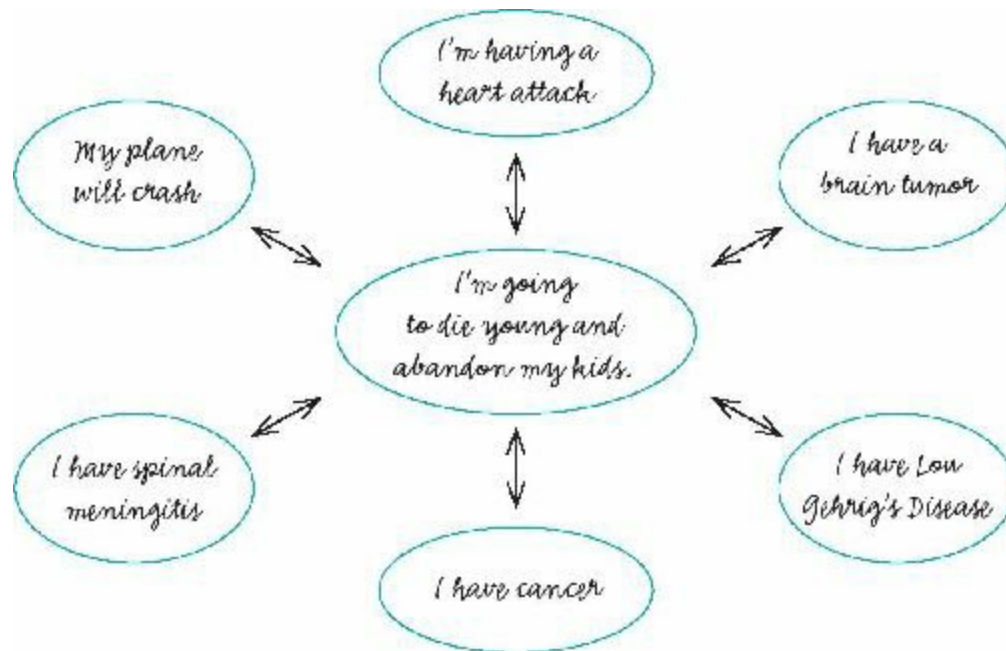 I'm having a
heart attack
My plane
will crash
I have a
brain tumor
I'm going
to die young and
abandon my kids.
I have spinal
meningitis
I have Lou
Gehrig's Disease
I have cancer